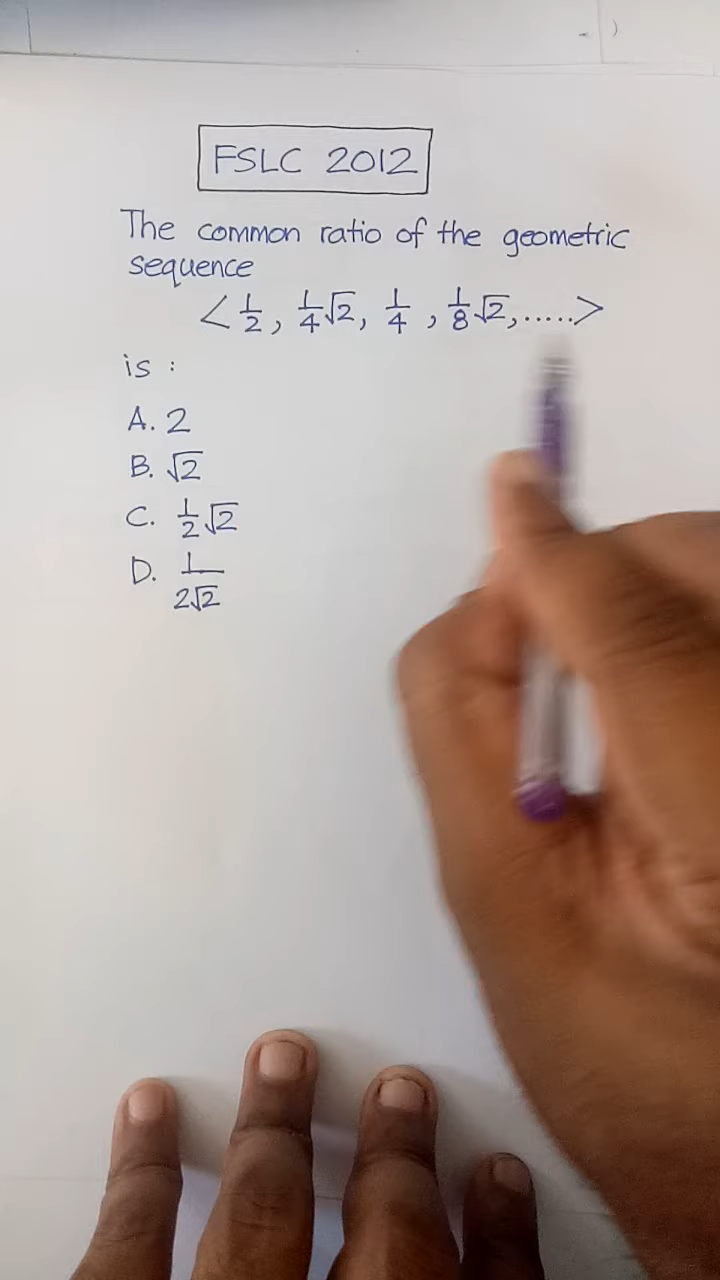 FSLC 2012
The common ratio of the geometric
sequence
< 1/2, 1/4 √2, 1/4, 1/8 √2, ..... >
is :
A. 2
B. √2
C. 1/2 √2
D. 1/(2√2)